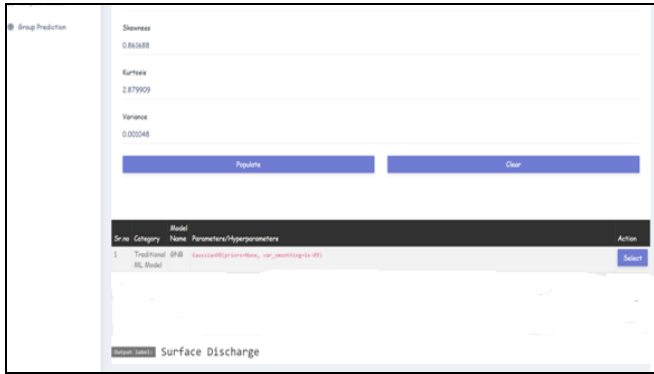 Group Prediction
Skewness
0.861688
Kurtosis
2.879909
Variance
0.001048
Populate Clear
Sr.no Category Model Name Parameters/Hyperparameters Action
1 Traditional ML Model GNB GaussianNB(priors=None, var_smoothing=1e-09) Select
Output label: Surface Discharge